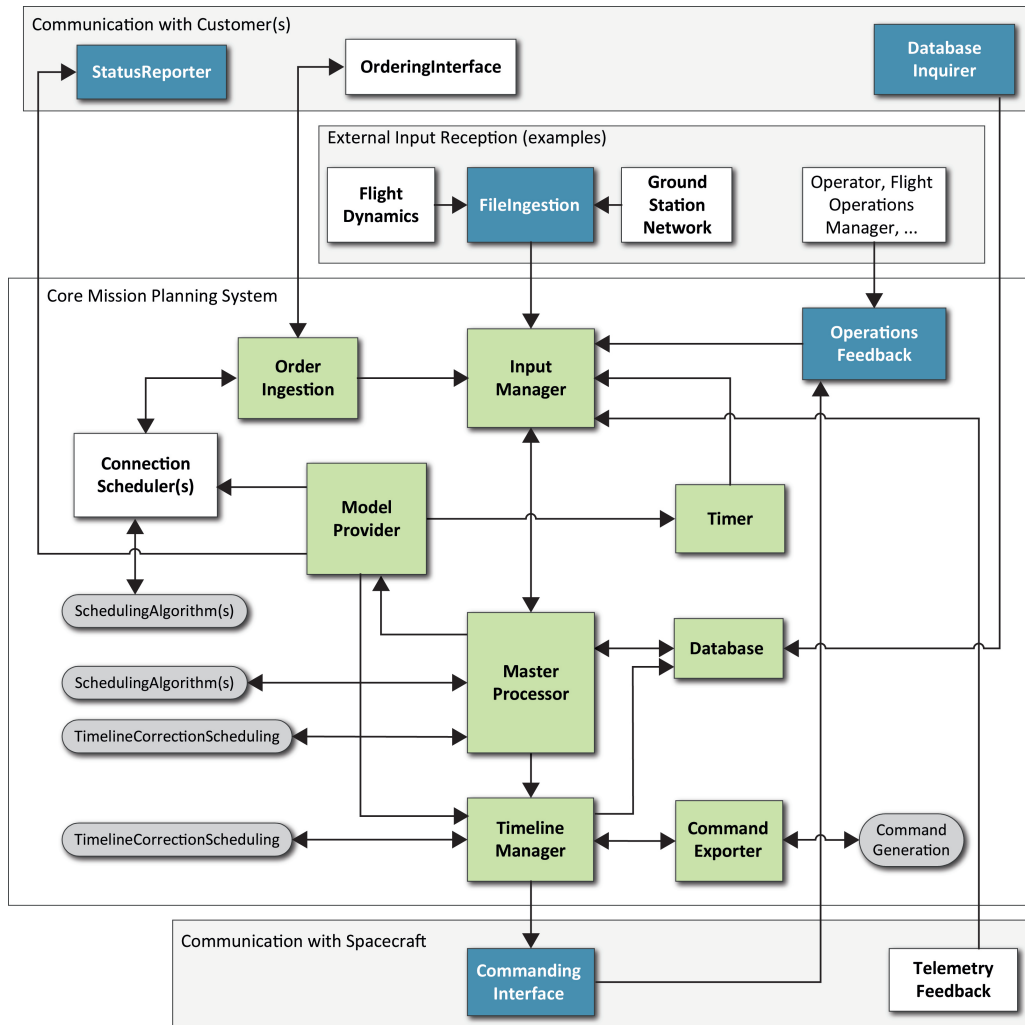 Communication with Customer(s)
StatusReporter
OrderingInterface
Database
Inquirer
External Input Reception (examples)
Flight
Dynamics
FileIngestion
Ground
Station
Network
Operator, Flight
Operations
Manager, ...
Core Mission Planning System
Order
Ingestion
Input
Manager
Operations
Feedback
Connection
Scheduler(s)
Model
Provider
Timer
SchedulingAlgorithm(s)
Master
Processor
Database
SchedulingAlgorithm(s)
TimelineCorrectionScheduling
TimelineCorrectionScheduling
Timeline
Manager
Command
Exporter
Command
Generation
Communication with Spacecraft
Commanding
Interface
Telemetry
Feedback